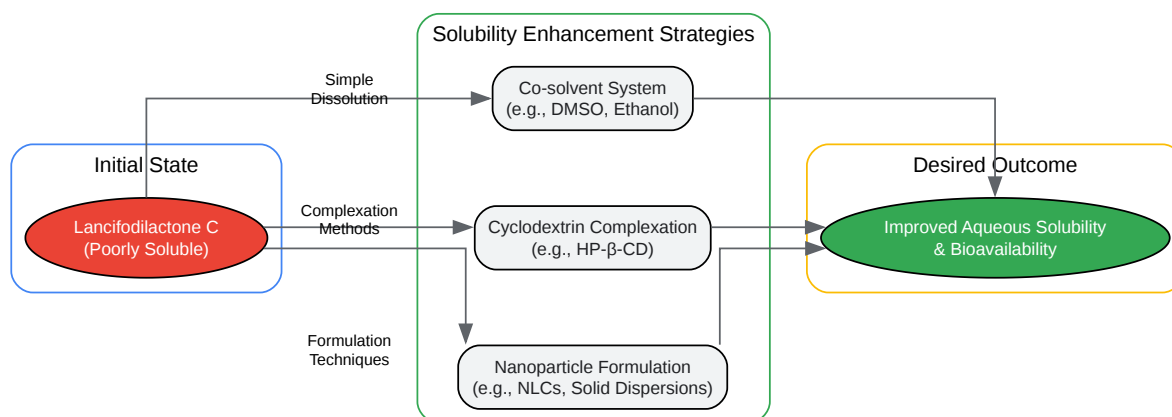 Solubility Enhancement Strategies
Simple
Dissolution
Co-solvent System
(e.g., DMSO, Ethanol)
Initial State
Desired Outcome
Lancifodilactone C
(Poorly Soluble)
Complexation
Methods
Cyclodextrin Complexation
(e.g., HP-β-CD)
Improved Aqueous Solubility
& Bioavailability
Formulation
Techniques
Nanoparticle Formulation
(e.g., NLCs, Solid Dispersions)